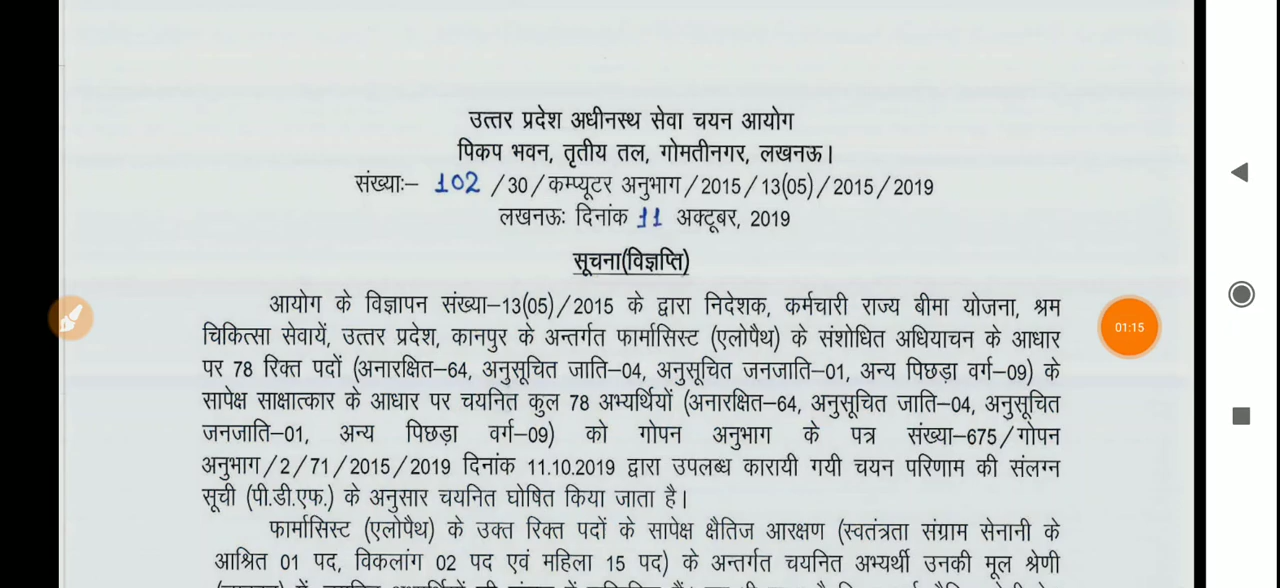 उत्तर प्रदेश अधीनस्थ सेवा चयन आयोग
पिकप भवन, तृतीय तल, गोमतीनगर, लखनऊ।
संख्याः– 102 /30/कम्प्यूटर अनुभाग/2015/13(05)/2015/2019
लखनऊः दिनांक 11 अक्टूबर, 2019
सूचना(विज्ञप्ति)
आयोग के विज्ञापन संख्या–13(05)/2015 के द्वारा निदेशक, कर्मचारी राज्य बीमा योजना, श्रम
चिकित्सा सेवायें, उत्तर प्रदेश, कानपुर के अन्तर्गत फार्मासिस्ट (एलोपैथ) के संशोधित अधियाचन के आधार
पर 78 रिक्त पदों (अनारक्षित–64, अनुसूचित जाति–04, अनुसूचित जनजाति–01, अन्य पिछड़ा वर्ग–09) के
सापेक्ष साक्षात्कार के आधार पर चयनित कुल 78 अभ्यर्थियों (अनारक्षित–64, अनुसूचित जाति–04, अनुसूचित
जनजाति–01, अन्य पिछड़ा वर्ग–09) को गोपन अनुभाग के पत्र संख्या–675/गोपन
अनुभाग/2/71/2015/2019 दिनांक 11.10.2019 द्वारा उपलब्ध कारायी गयी चयन परिणाम की संलग्न
सूची (पी.डी.एफ.) के अनुसार चयनित घोषित किया जाता है।
फार्मासिस्ट (एलोपैथ) के उक्त रिक्त पदों के सापेक्ष क्षैतिज आरक्षण (स्वतंत्रता संग्राम सेनानी के
आश्रित 01 पद, विकलांग 02 पद एवं महिला 15 पद) के अन्तर्गत चयनित अभ्यर्थी उनकी मूल श्रेणी
01:15